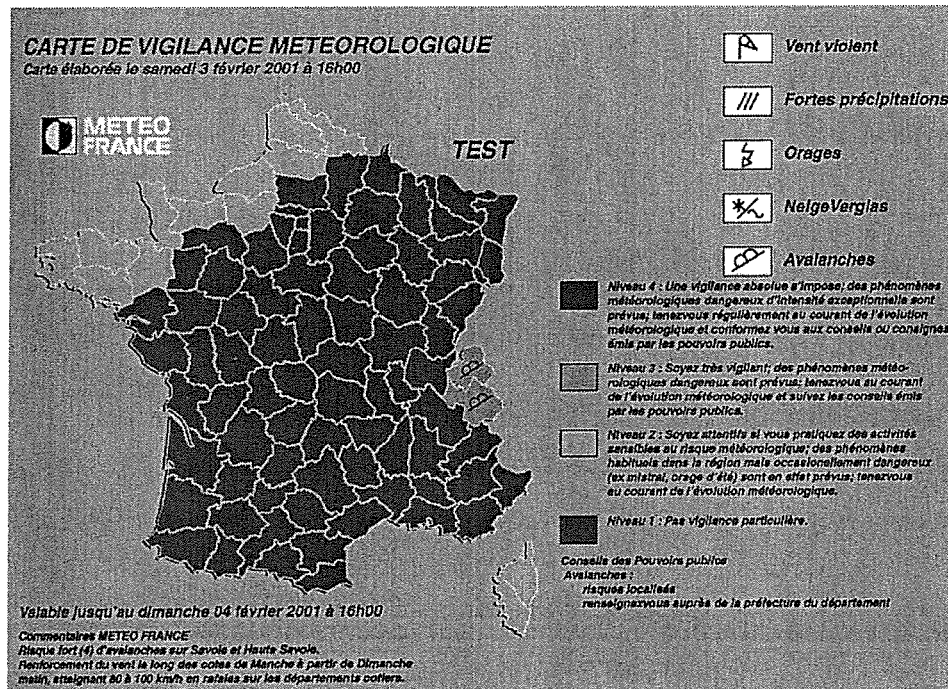 CARTE DE VIGILANCE METEOROLOGIQUE
Carte élaborée le samedi 3 février 2001 à 16h00
METEO
FRANCE
TEST
Vent violent
Fortes précipitations
Orages
NeigeVerglas
Avalanches
Niveau 4 : Une vigilance absolue s'impose; des phénomènes
météorologiques dangereux d'intensité exceptionnelle sont
prévus; tenezvous régulièrement au courant de l'évolution
météorologique et conformez vous aux conseils ou consignes
émis par les pouvoirs publics.
Niveau 3 : Soyez très vigilant; des phénomènes météo-
rologiques dangereux sont prévus; tenezvous au courant
de l'évolution météorologique et suivez les conseils émis
par les pouvoirs publics.
Niveau 2 : Soyez attentifs si vous pratiquez des activités
sensibles au risque météorologique; des phénomènes
habituels dans la région mais occasionellement dangereux
(ex mistral, orage d'été) sont en effet prévus; tenezvous
au courant de l'évolution météorologique.
Niveau 1 : Pas vigilance particulière.
Conseils des Pouvoirs publics
Avalanches :
risques localisés
renseignezvous auprès de la préfecture du département
Valable jusqu'au dimanche 04 février 2001 à 16h00
Commentaires METEO FRANCE
Risque fort (4) d'avalanches sur Savoie et Haute Savoie.
Renforcement du vent le long des cotes de Manche à partir de Dimanche
matin, atteignant 80 à 100 km/h en rafales sur les départements cotiers.